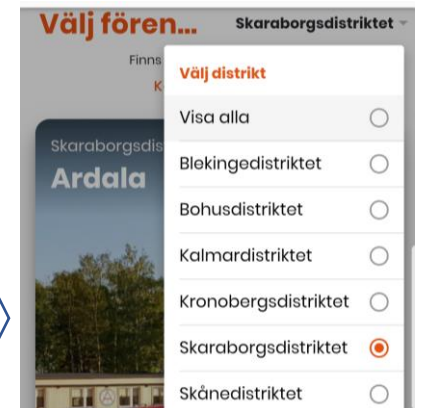 Välj fören...
Skaraborgsdistriktet
Finns
K
Skaraborgsdis
Ardala
Välj distrikt
Visa alla
Blekingedistriktet
Bohusdistriktet
Kalmardistriktet
Kronobergsdistriktet
Skaraborgsdistriktet
Skånedistriktet